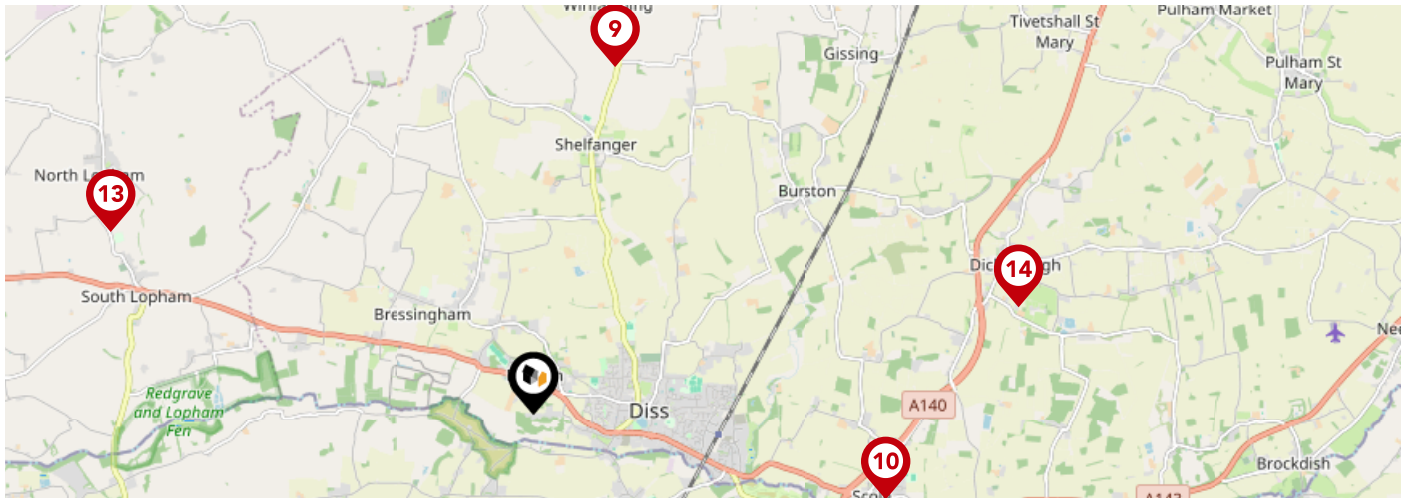 9
Tivetshall St
Mary
Pulham Market
Gissing
Pulham St
Mary
Shelfanger
North
13
Burston
14
South Lopham
Bressingham
Redgrave
and Lopham
Fen
Diss
A140
10
Brockdish